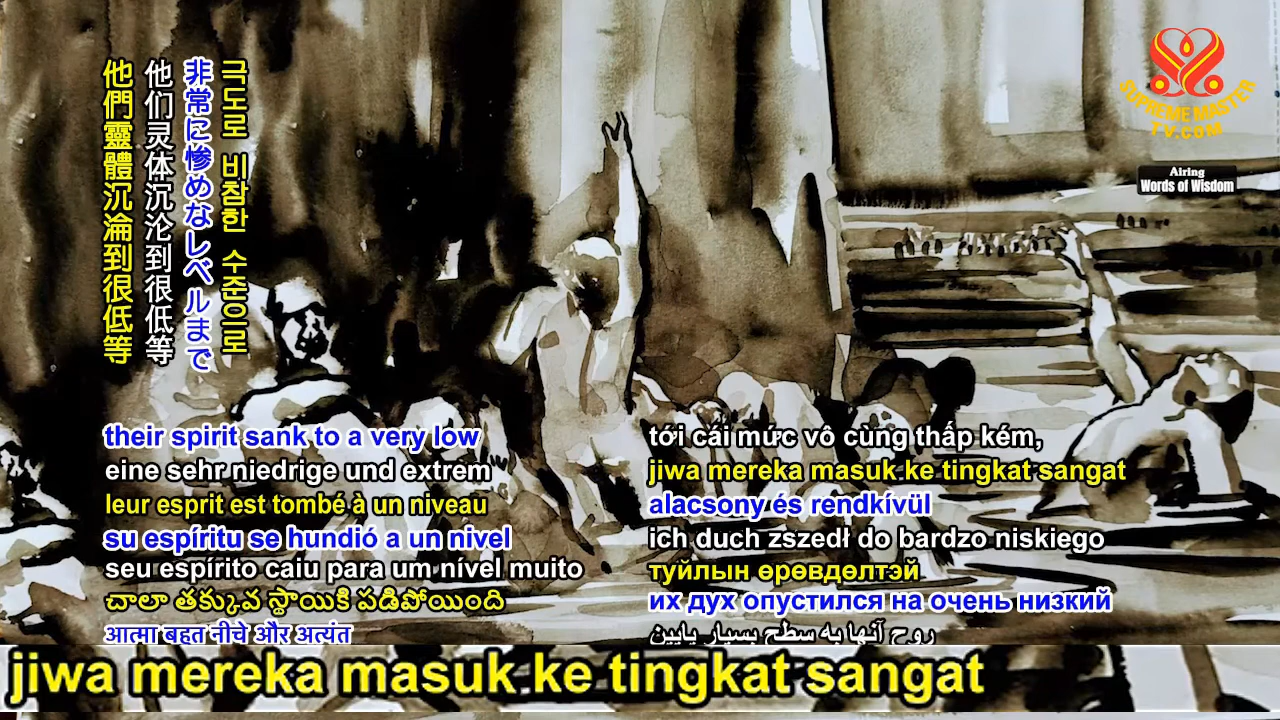 SUPREME MASTER
TV.COM
Airing
Words of Wisdom
극도로 비참한 수준으로
非常に惨めなレベルまで
他们灵体沉沦到很低等
他們靈體沉淪到很低等
their spirit sank to a very low
eine sehr niedrige und extrem
leur esprit est tombé à un niveau
su espíritu se hundió a un nivel
seu espírito caiu para um nível muito
చాలా తక్కువ స్థాయికి పడిపోయింది
आत्मा बहुत नीचे और अत्यंत
tới cái mức vô cùng thấp kém,
jiwa mereka masuk ke tingkat sangat
alacsony és rendkívül
ich duch zszedł do bardzo niskiego
туйлын өрөвдөлтэй
их дух опустился на очень низкий
روح آنها به سطح بسیار پایین
jiwa mereka masuk ke tingkat sangat